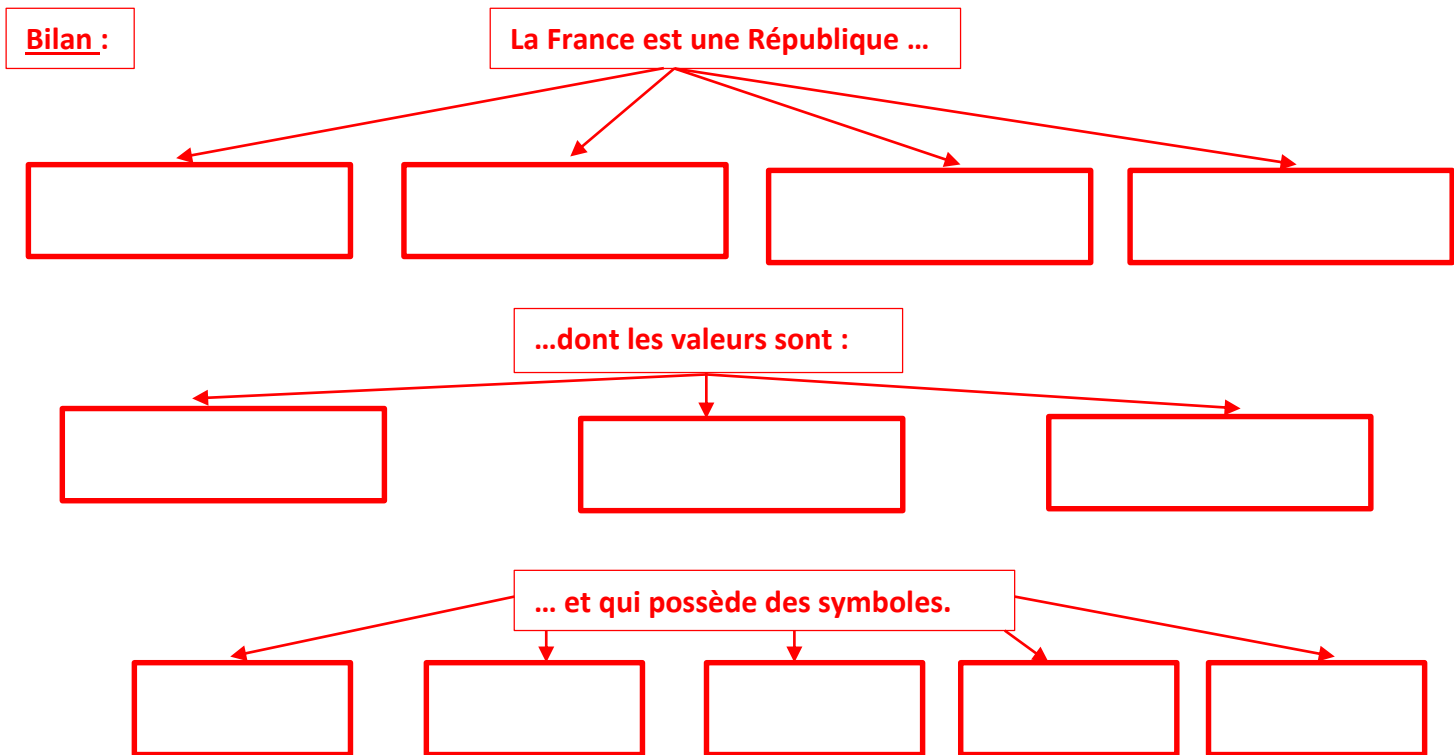 Bilan :
La France est une République …
…dont les valeurs sont :
… et qui possède des symboles.